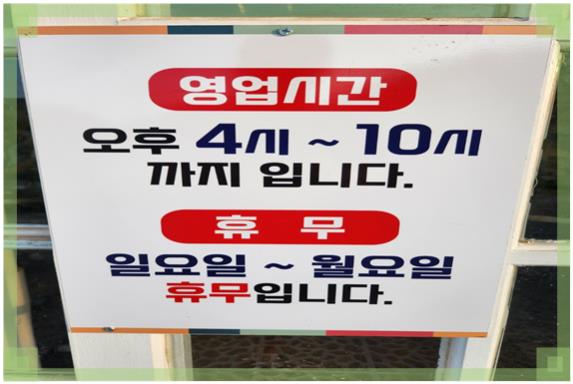 영업시간
오후 4시 ~ 10시
까지 입니다.
휴 무
일요일 ~ 월요일
휴무입니다.